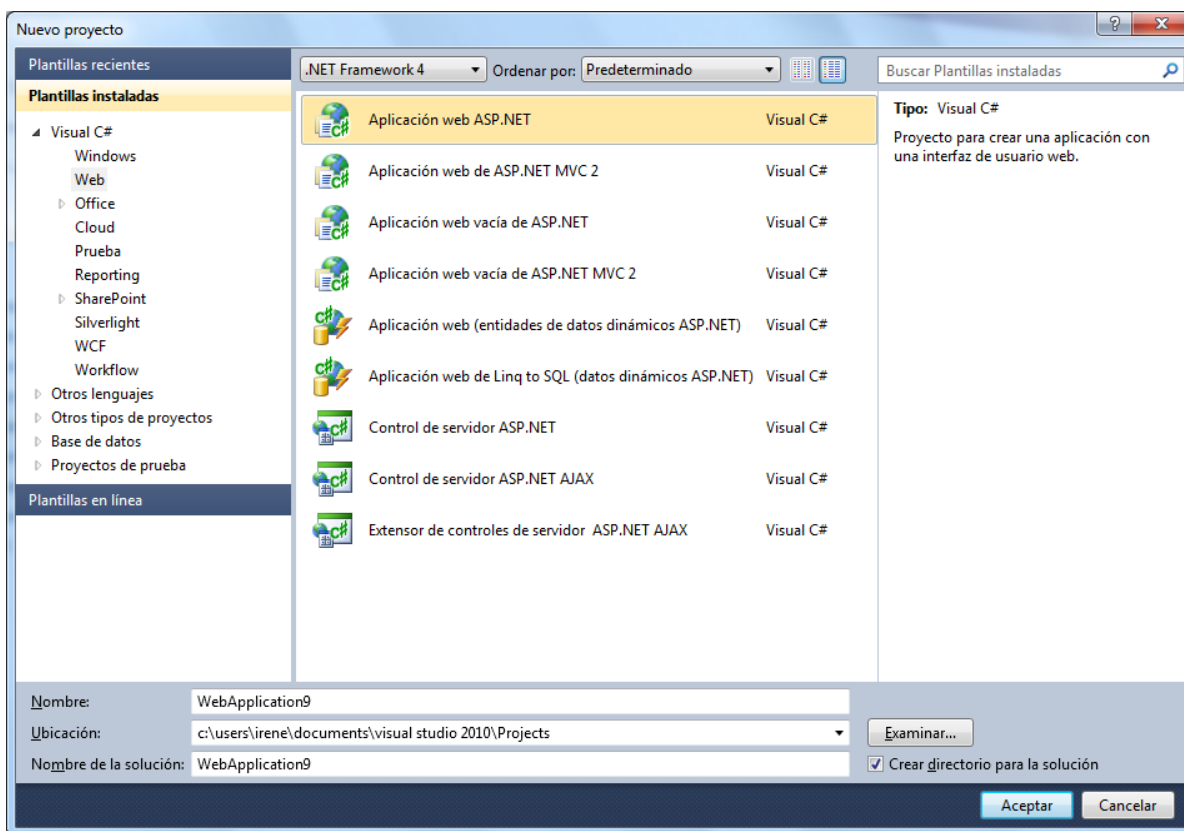 Nuevo proyecto
Plantillas recientes
Plantillas instaladas
Visual C#
Windows
Web
Office
Cloud
Prueba
Reporting
SharePoint
Silverlight
WCF
Workflow
Otros lenguajes
Otros tipos de proyectos
Base de datos
Proyectos de prueba
Plantillas en línea
.NET Framework 4 Ordenar por: Predeterminado
Aplicación web ASP.NET Visual C#
Aplicación web de ASP.NET MVC 2 Visual C#
Aplicación web vacía de ASP.NET Visual C#
Aplicación web vacía de ASP.NET MVC 2 Visual C#
Aplicación web (entidades de datos dinámicos ASP.NET) Visual C#
Aplicación web de Linq to SQL (datos dinámicos ASP.NET) Visual C#
Control de servidor ASP.NET Visual C#
Control de servidor ASP.NET AJAX Visual C#
Extensor de controles de servidor ASP.NET AJAX Visual C#
Buscar Plantillas instaladas
Tipo: Visual C#
Proyecto para crear una aplicación con
una interfaz de usuario web.
Nombre: WebApplication9
Ubicación: c:\users\irene\documents\visual studio 2010\Projects Examinar...
Nombre de la solución: WebApplication9 Crear directorio para la solución
Aceptar Cancelar